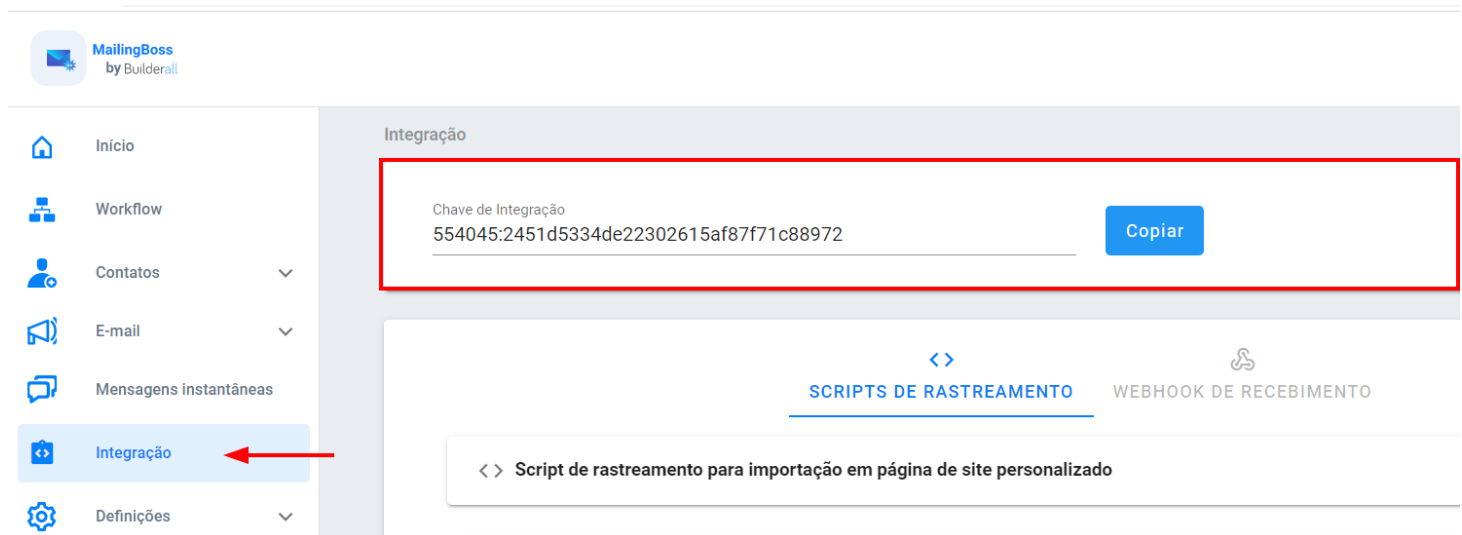 MailingBoss
by Builderall
Início
Workflow
Contatos
E-mail
Mensagens instantâneas
Integração
Definições
Integração
Chave de Integração
554045:2451d5334de22302615af87f71c88972
Copiar
SCRIPTS DE RASTREAMENTO
WEBHOOK DE RECEBIMENTO
<> Script de rastreamento para importação em página de site personalizado